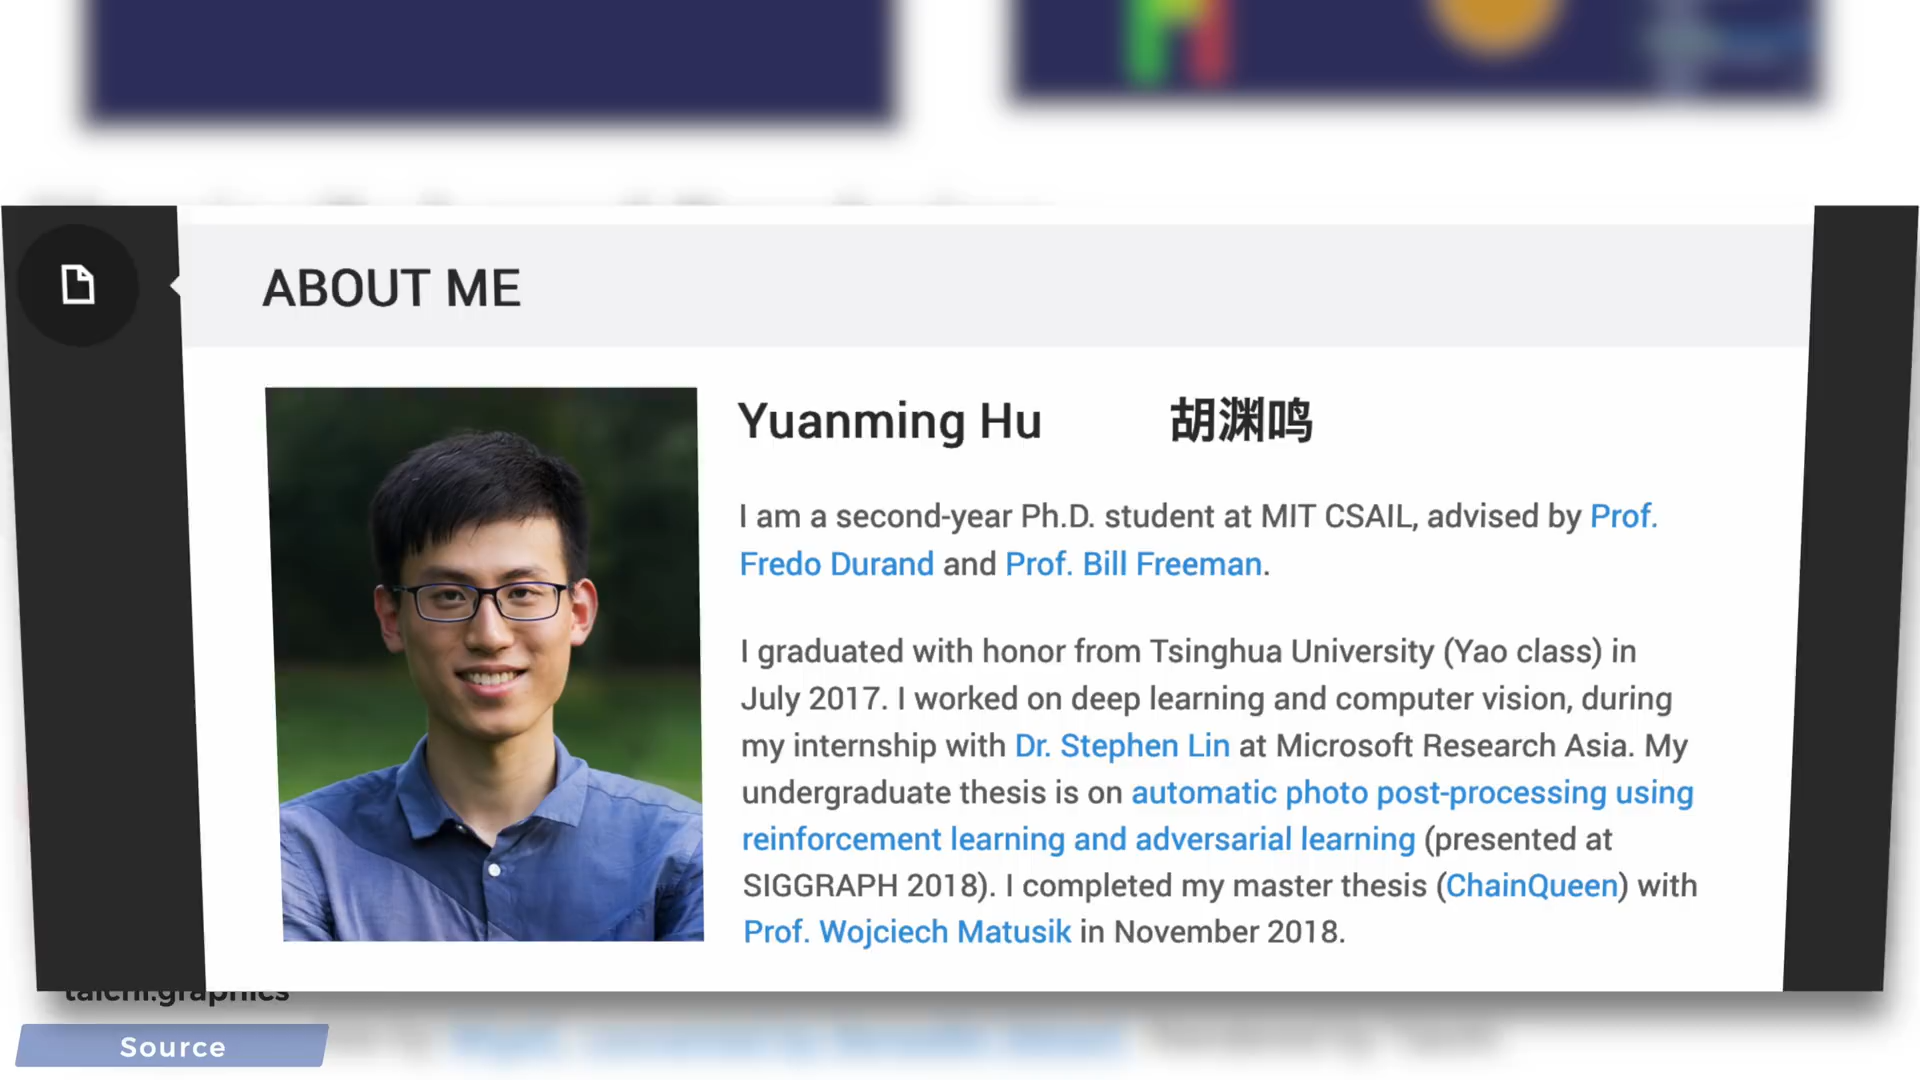 ABOUT ME
Yuanming Hu 胡渊鸣
I am a second-year Ph.D. student at MIT CSAIL, advised by Prof.
Fredo Durand and Prof. Bill Freeman.
I graduated with honor from Tsinghua University (Yao class) in
July 2017. I worked on deep learning and computer vision, during
my internship with Dr. Stephen Lin at Microsoft Research Asia. My
undergraduate thesis is on automatic photo post-processing using
reinforcement learning and adversarial learning (presented at
SIGGRAPH 2018). I completed my master thesis (ChainQueen) with
Prof. Wojciech Matusik in November 2018.
taichi.graphics
Source